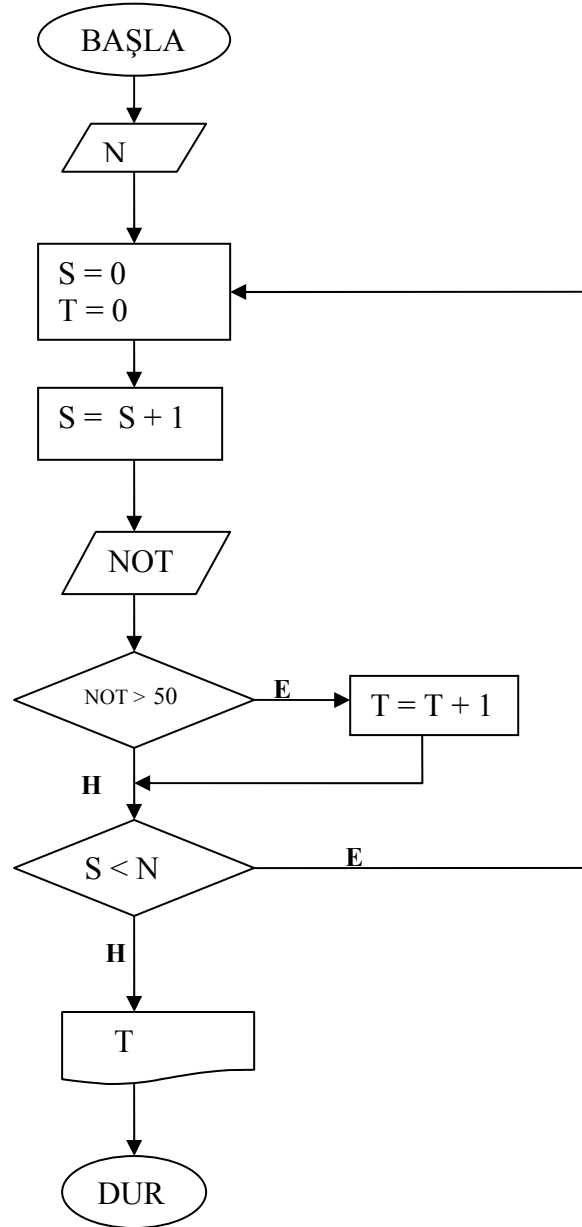 BAŞLA
N
S = 0
T = 0
S = S + 1
NOT
NOT > 50
E
T = T + 1
H
S < N
E
H
T
DUR